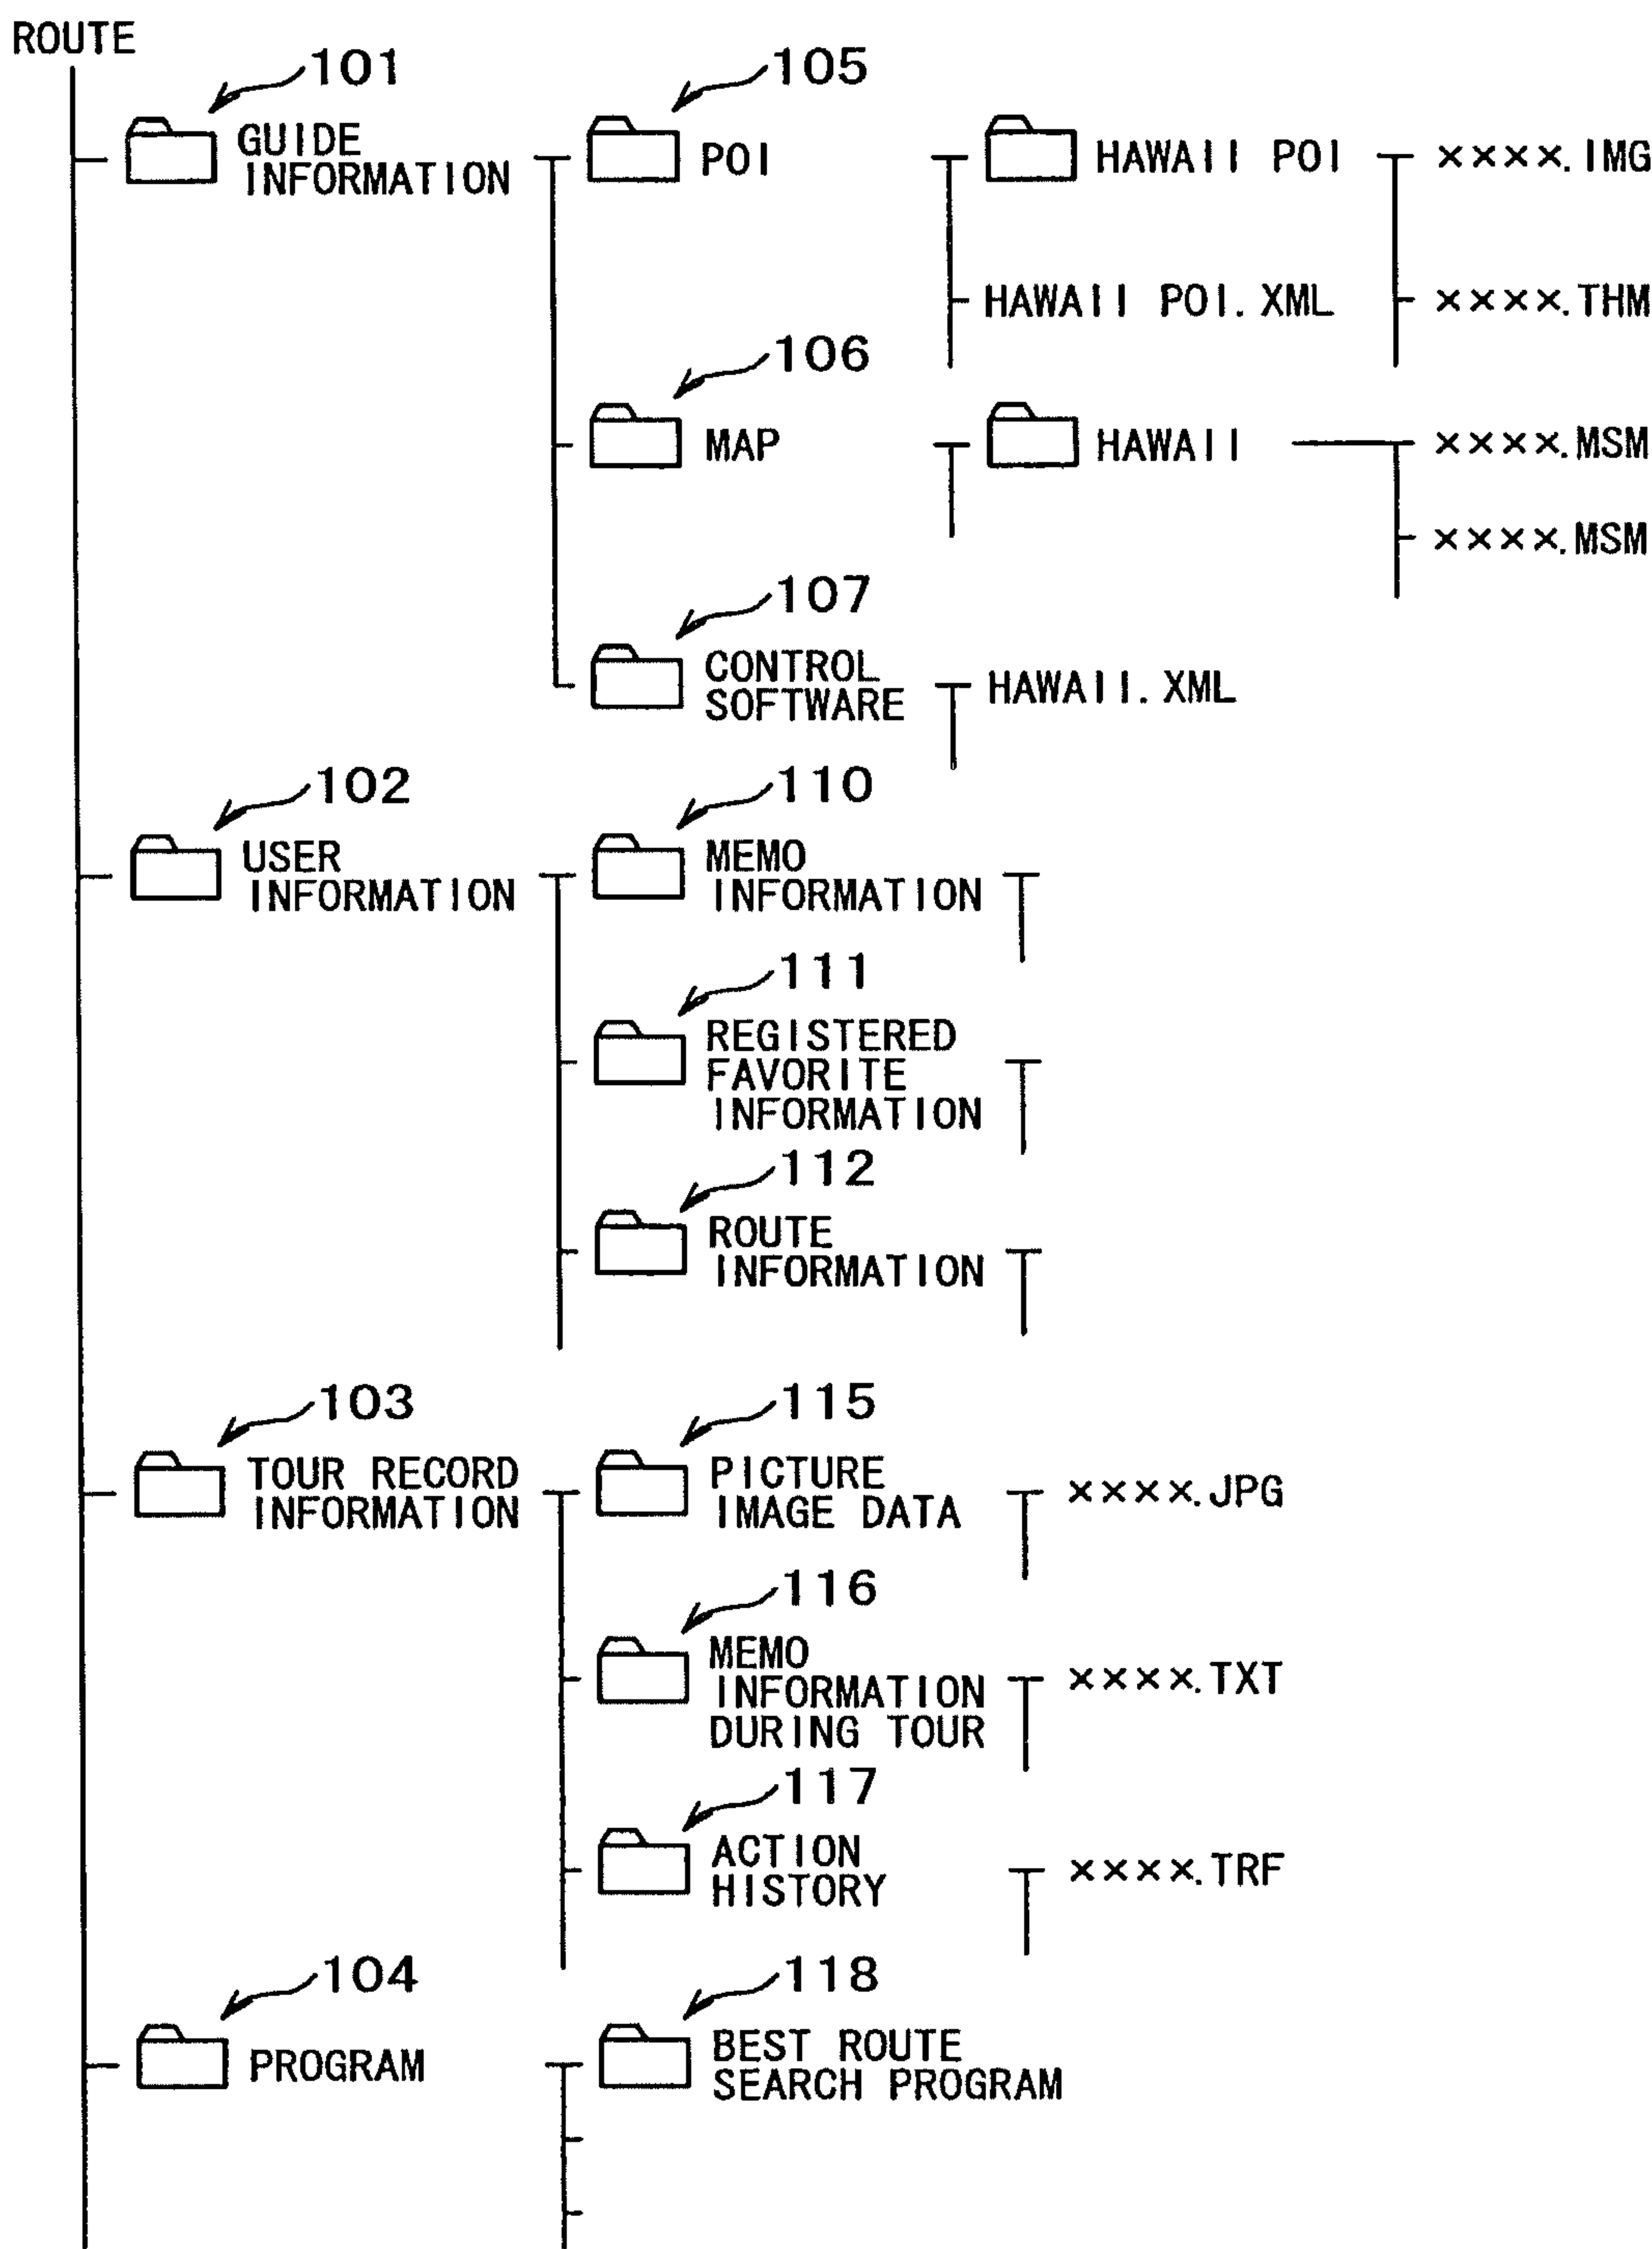 ROUTE
101
105
GUIDE
INFORMATION
POI
HAWAII POI
××××.IMG
HAWAII POI.XML
××××.THM
106
MAP
HAWAII
××××.MSM
××××.MSM
107
CONTROL
SOFTWARE
HAWAII.XML
102
110
USER
INFORMATION
MEMO
INFORMATION
111
REGISTERED
FAVORITE
INFORMATION
112
ROUTE
INFORMATION
103
115
TOUR RECORD
INFORMATION
PICTURE
IMAGE DATA
××××.JPG
116
MEMO
INFORMATION
DURING TOUR
××××.TXT
117
ACTION
HISTORY
××××.TRF
104
118
PROGRAM
BEST ROUTE
SEARCH PROGRAM